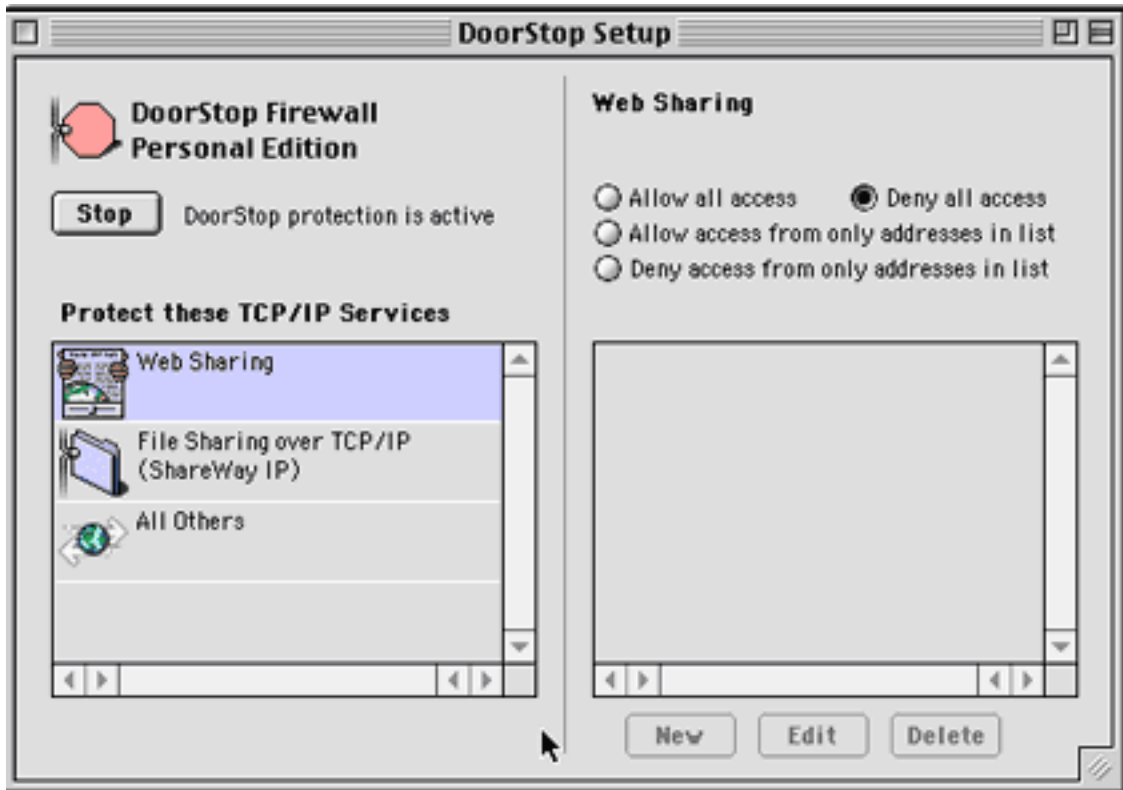 DoorStop Setup
DoorStop Firewall
Personal Edition
Stop
DoorStop protection is active
Protect these TCP/IP Services
Web Sharing
File Sharing over TCP/IP
(ShareWay IP)
All Others
Web Sharing
Allow all access
Deny all access
Allow access from only addresses in list
Deny access from only addresses in list
New
Edit
Delete